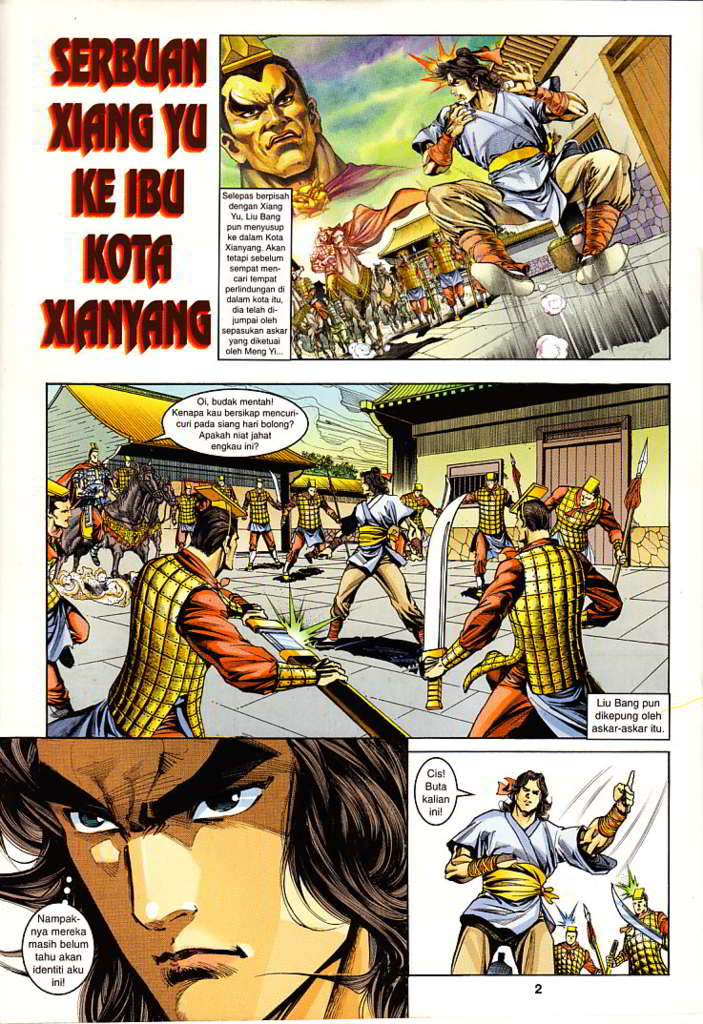 SERBUAN
XIANG YU
KE IBU
KOTA
XIANYANG
Selepas berpisah
dengan Xiang
Yu, Liu Bang
pun menyusup
ke dalam Kota
Xianyang. Akan
tetapi sebelum
sempat men-
cari tempat
perlindungan di
dalam kota itu,
dia telah di-
jumpai oleh
sepasukan askar
yang diketuai
oleh Meng Yi...
Oi, budak mentah!
Kenapa kau bersikap mencuri-
curi pada siang hari bolong?
Apakah niat jahat
engkau ini?
Liu Bang pun
dikepung oleh
askar-askar itu.
Nampak-
nya mereka
masih belum
tahu akan
identiti aku
ini!
Cis!
Buta
kalian
ini!
2